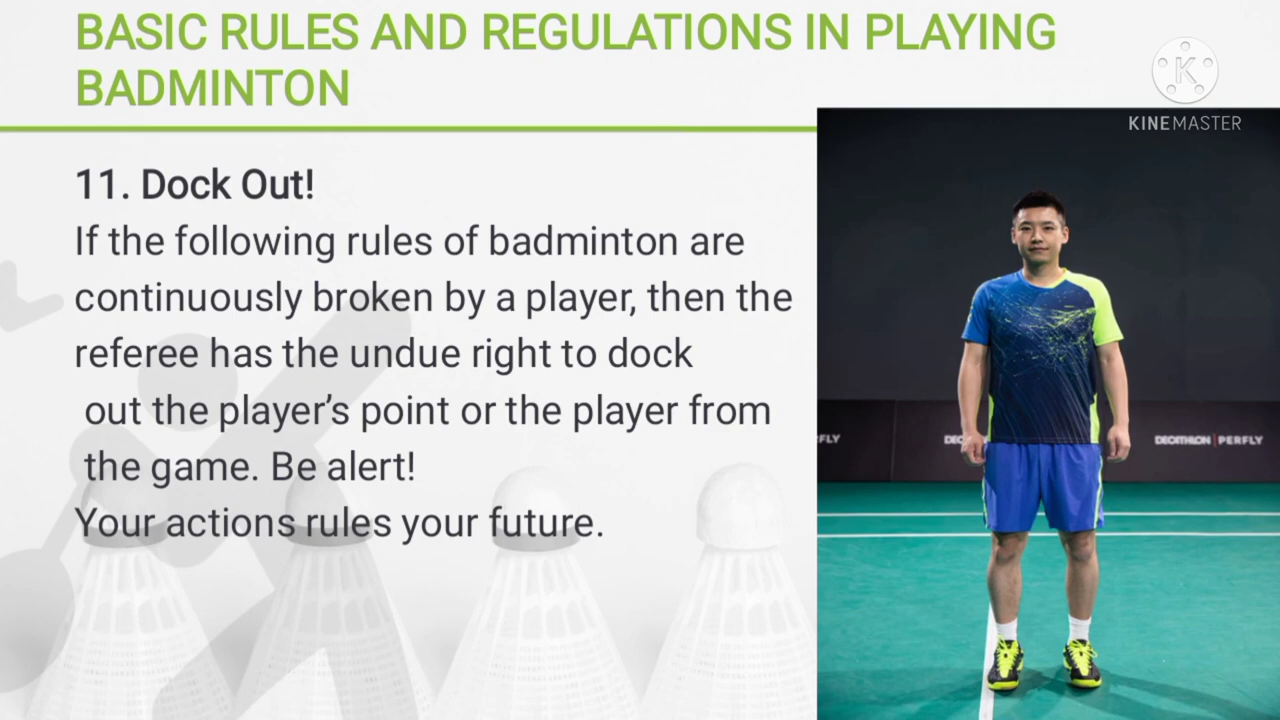 BASIC RULES AND REGULATIONS IN PLAYING
BADMINTON
K
KINEMASTER
11. Dock Out!
If the following rules of badminton are
continuously broken by a player, then the
referee has the undue right to dock
out the player’s point or the player from
the game. Be alert!
Your actions rules your future.
FLY
DEC
DECATHLON | PERFLY